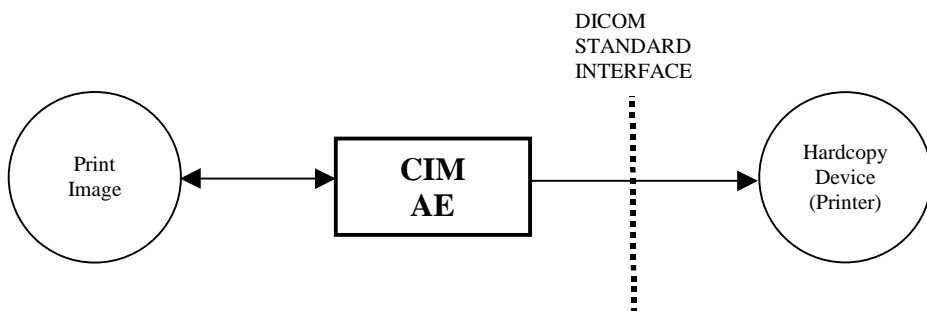 DICOM
STANDARD
INTERFACE
Print
Image
CIM
AE
Hardcopy
Device
(Printer)